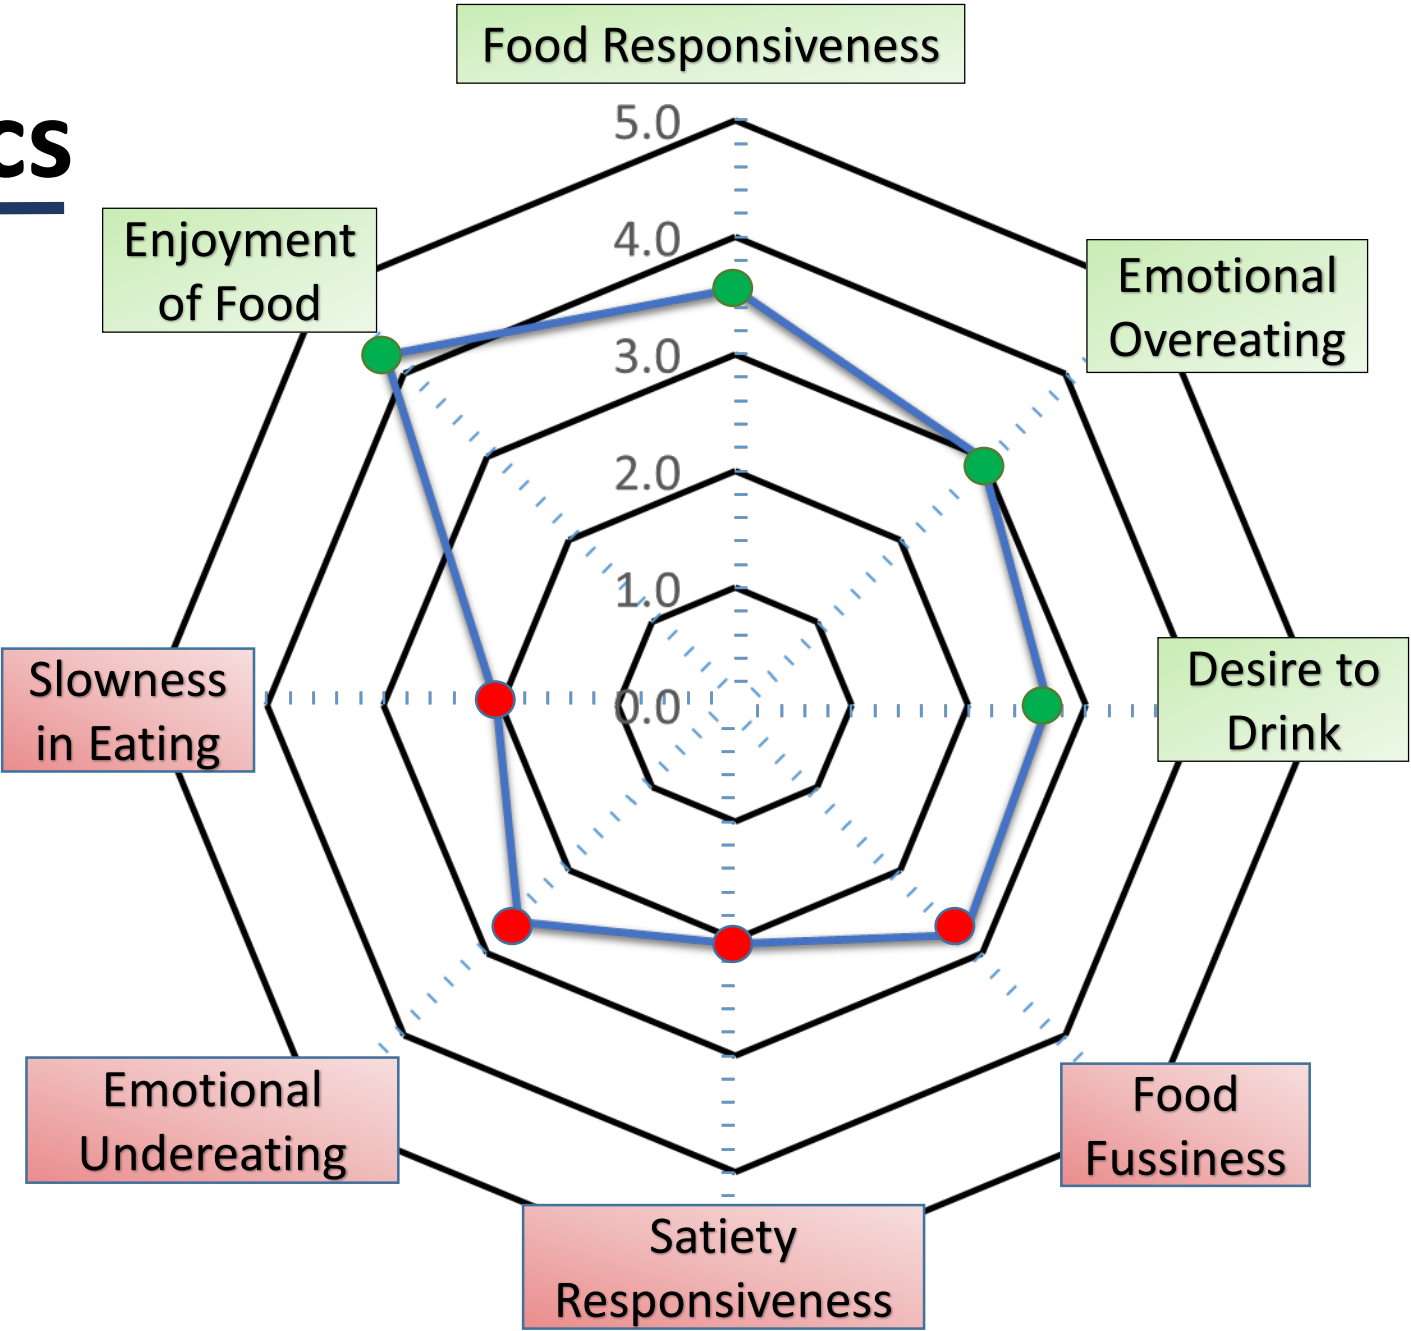 Food Responsiveness
cs
5.0
Enjoyment
of Food
4.0
Emotional
Overeating
3.0
2.0
1.0
Slowness
in Eating
0.0
Desire to
Drink
Emotional
Undereating
Food
Fussiness
Satiety
Responsiveness